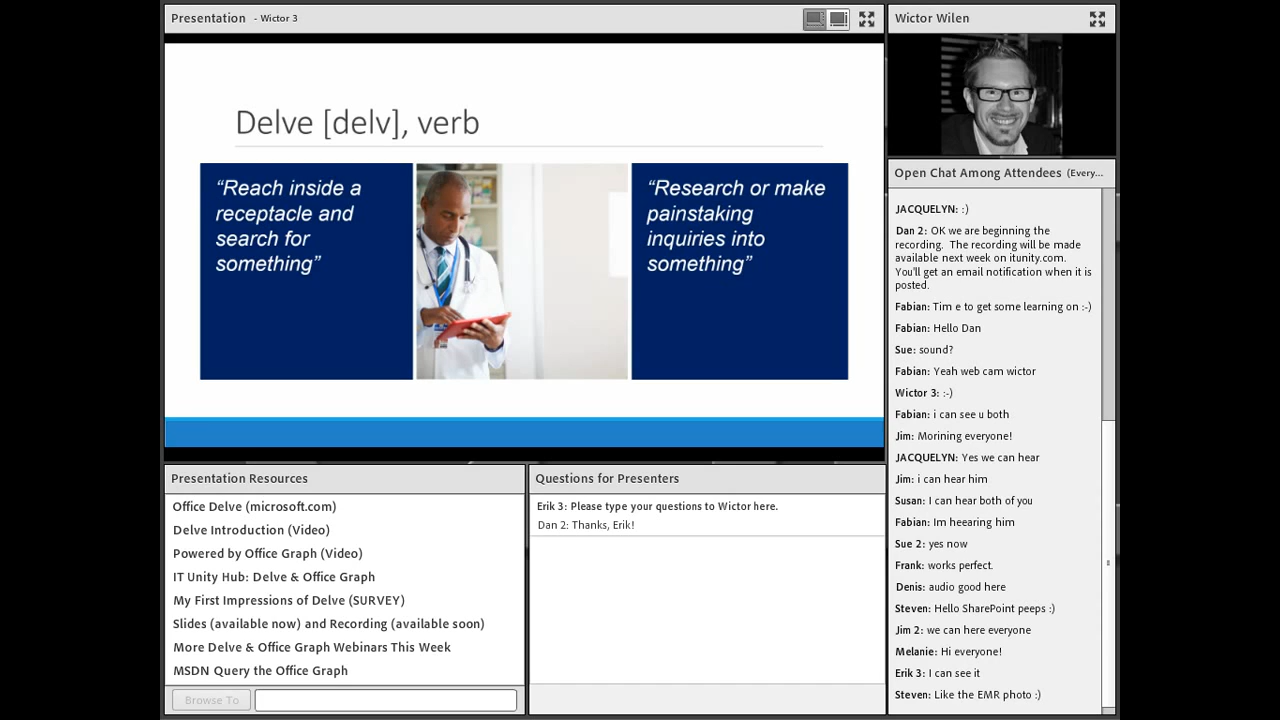 Presentation - Wictor 3
Delve [delv], verb
"Reach inside a
receptacle and
search for
something"
"Research or make
painstaking
inquiries into
something"
Wictor Wilen
Open Chat Among Attendees (Every...
JACQUELYN: :)
Dan 2: OK we are beginning the
recording. The recording will be made
available next week on itunity.com.
You'll get an email notification when it is
posted.
Fabian: Tim e to get some learning on :-)
Fabian: Hello Dan
Sue: sound?
Fabian: Yeah web cam wictor
Wictor 3: :-)
Fabian: i can see u both
Jim: Morining everyone!
JACQUELYN: Yes we can hear
Jim: i can hear him
Susan: I can hear both of you
Fabian: Im heearing him
Sue 2: yes now
Frank: works perfect.
Denis: audio good here
Steven: Hello SharePoint peeps :)
Jim 2: we can here everyone
Melanie: Hi everyone!
Erik 3: I can see it
Steven: Like the EMR photo :)
Presentation Resources
Office Delve (microsoft.com)
Delve Introduction (Video)
Powered by Office Graph (Video)
IT Unity Hub: Delve & Office Graph
My First Impressions of Delve (SURVEY)
Slides (available now) and Recording (available soon)
More Delve & Office Graph Webinars This Week
MSDN Query the Office Graph
Browse To
Questions for Presenters
Erik 3: Please type your questions to Wictor here.
Dan 2: Thanks, Erik!